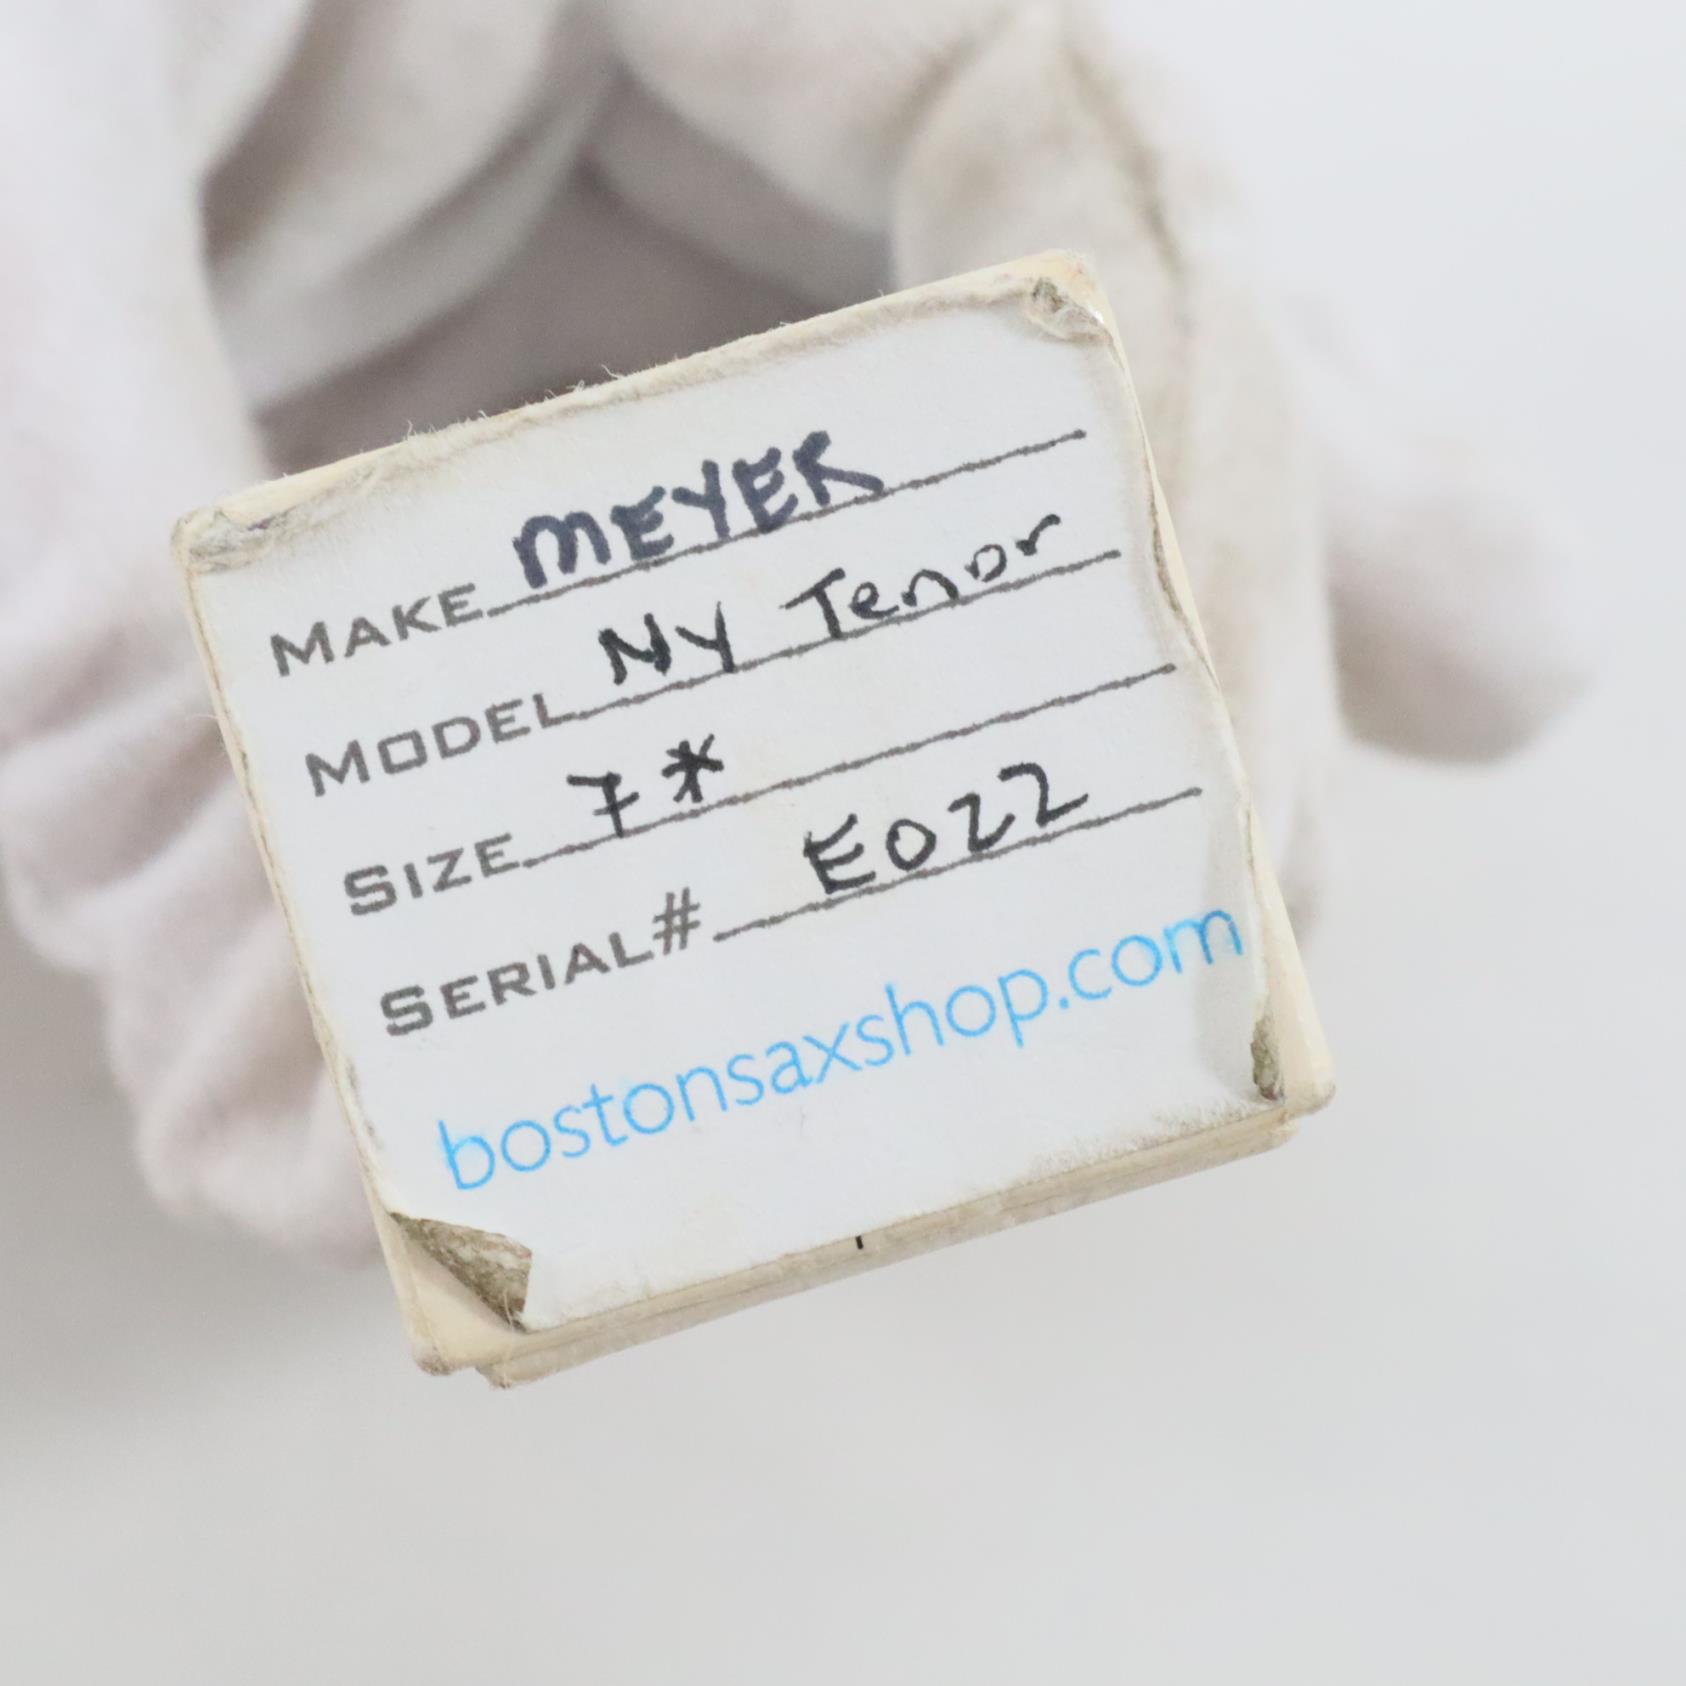 MAKE MEYER
MODEL NY Tenor
SIZE 7*
SERIAL# E022
bostonsaxshop.com